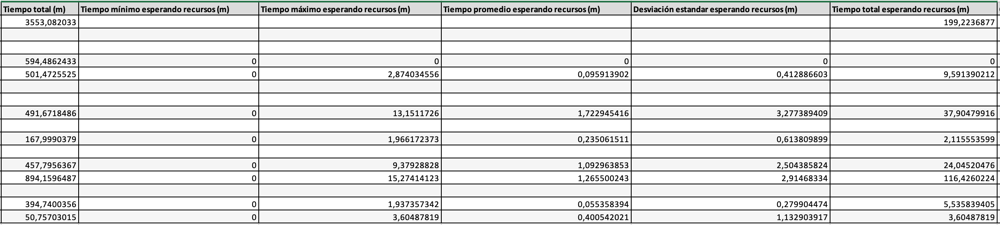 Tiempo total (m) Tiempo mínimo esperando recursos (m) Tiempo máximo esperando recursos (m) Tiempo promedio esperando recursos (m) Desviación estandar esperando recursos (m) Tiempo total esperando recursos (m)
3553,082033 199,2236877
594,4862433 0 0 0 0 0
501,4725525 0 2,874034556 0,095913902 0,412886603 9,591390212
491,6718486 0 13,1511726 1,722945416 3,277389409 37,90479916
167,9990379 0 1,966172373 0,235061511 0,613809899 2,115553599
457,7956367 0 9,37928828 1,092963853 2,504385824 24,04520476
894,1596487 0 15,27414123 1,265500243 2,91468334 116,4260224
394,7400356 0 1,937357342 0,055358394 0,279904474 5,535839405
50,75703015 0 3,60487819 0,400542021 1,132903917 3,60487819